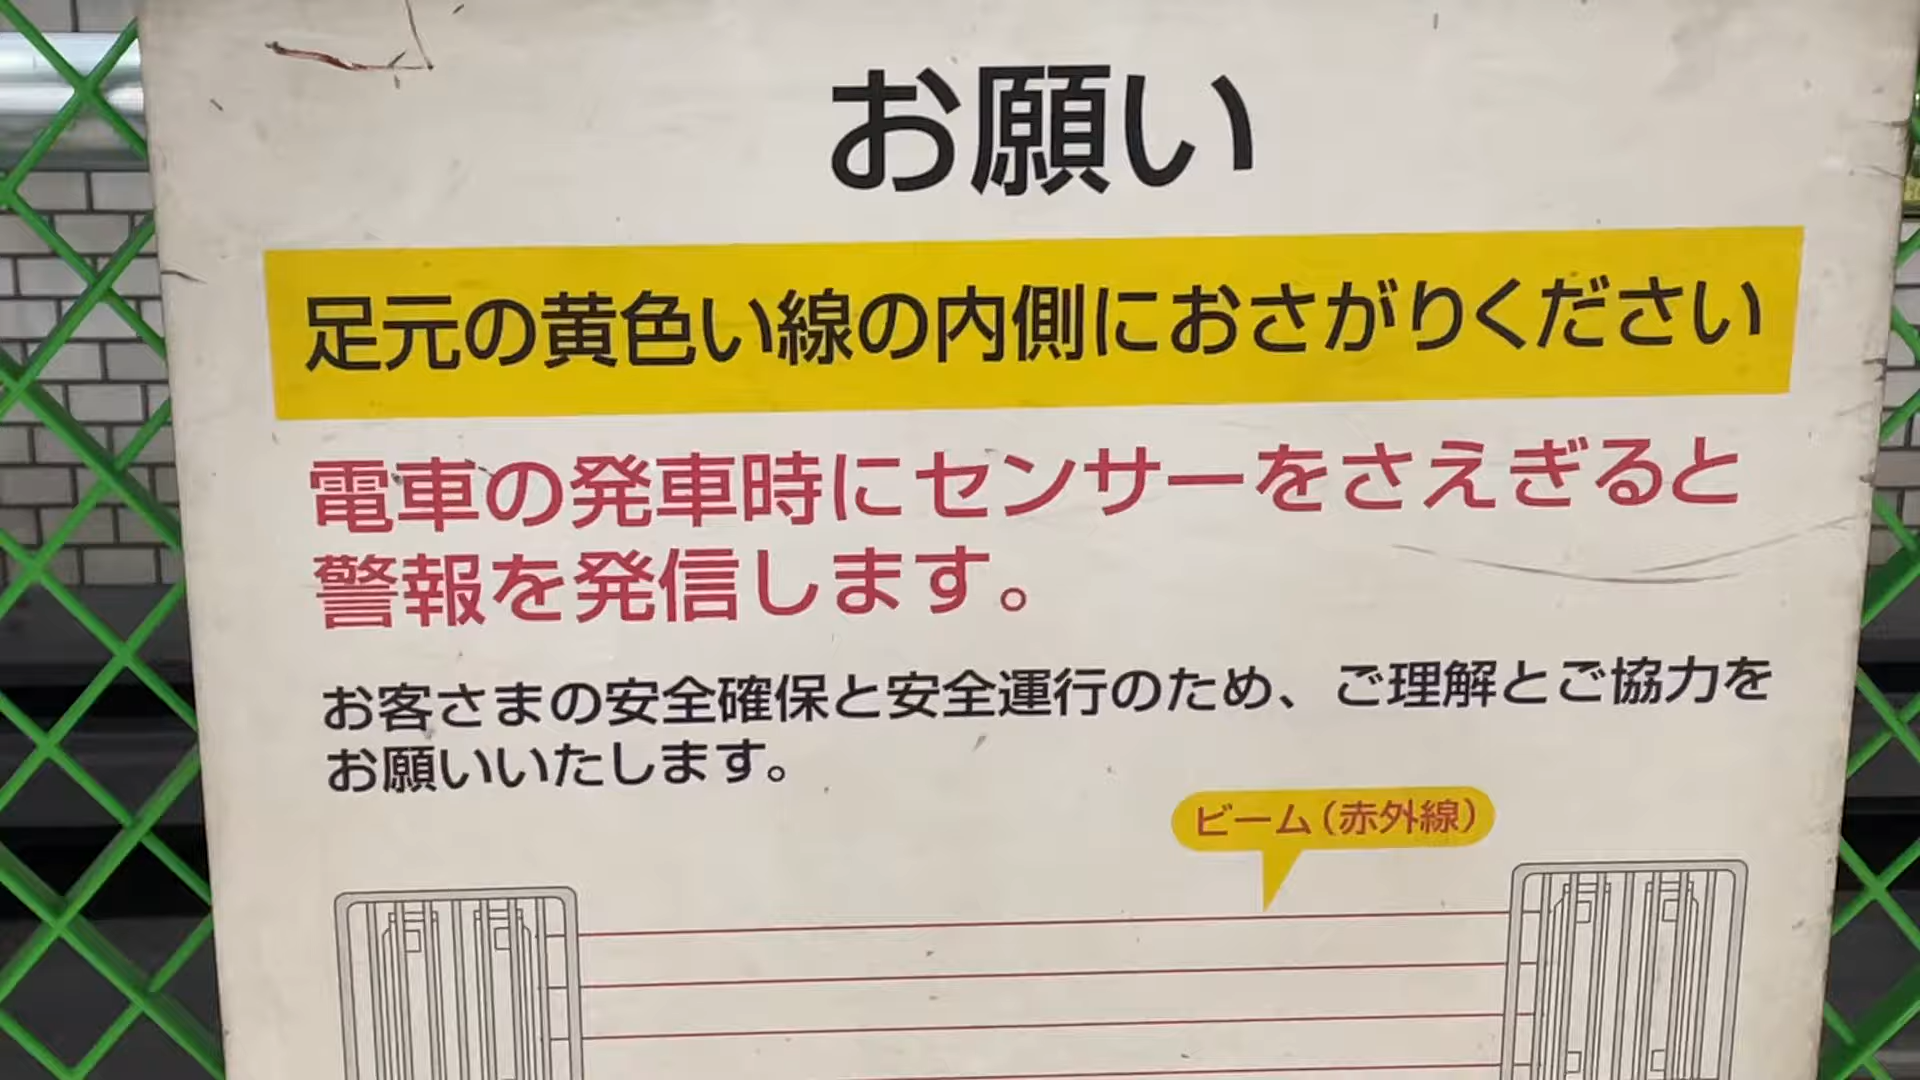 お願い
足元の黄色い線の内側におさがりください
電車の発車時にセンサーをさえぎると
警報を発信します。
お客さまの安全確保と安全運行のため、ご理解とご協力を
お願いいたします。
ビーム（赤外線）